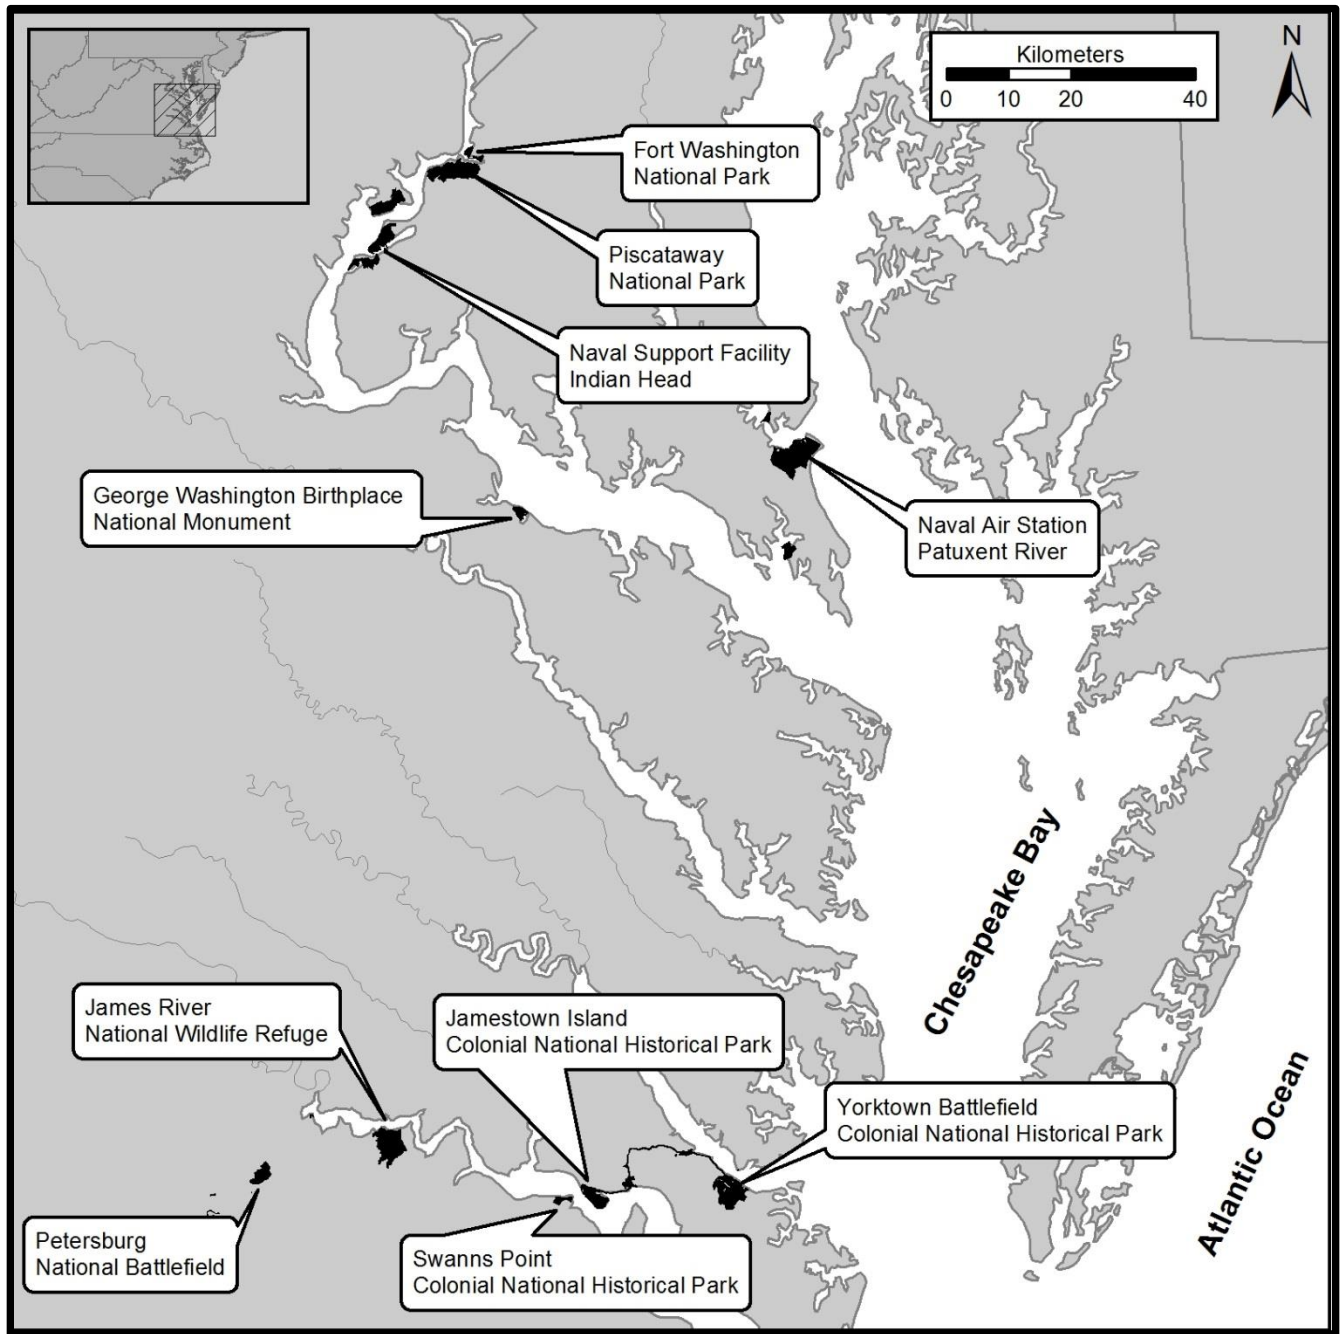 Kilometers
0 10 20 40
N
Fort Washington
National Park
Piscataway
National Park
Naval Support Facility
Indian Head
George Washington Birthplace
National Monument
Naval Air Station
Patuxent River
Chesapeake Bay
James River
National Wildlife Refuge
Jamestown Island
Colonial National Historical Park
Yorktown Battlefield
Colonial National Historical Park
Atlantic Ocean
Petersburg
National Battlefield
Swanns Point
Colonial National Historical Park